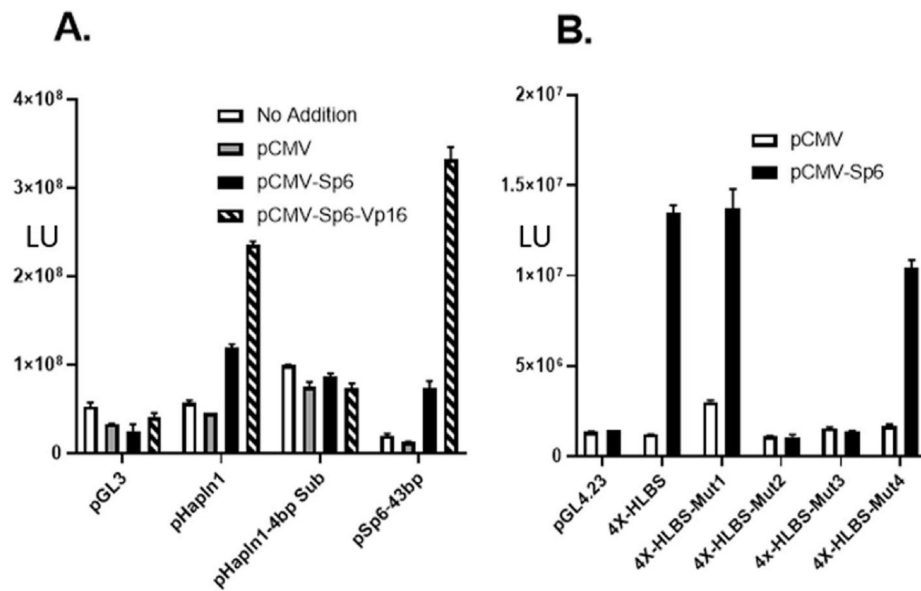 A.
4×10⁸
3×10⁸
2×10⁸
1×10⁸
0
LU
No Addition
pCMV
pCMV-Sp6
pCMV-Sp6-Vp16
pGL3
pHapln1
pHapln1-4bp Sub
pSp6-43bp
B.
2×10⁷
1.5×10⁷
1×10⁷
5×10⁶
0
LU
pCMV
pCMV-Sp6
pGL4.23
4X-HLBS
4X-HLBS-Mut1
4X-HLBS-Mut2
4x-HLBS-Mut3
4X-HLBS-Mut4